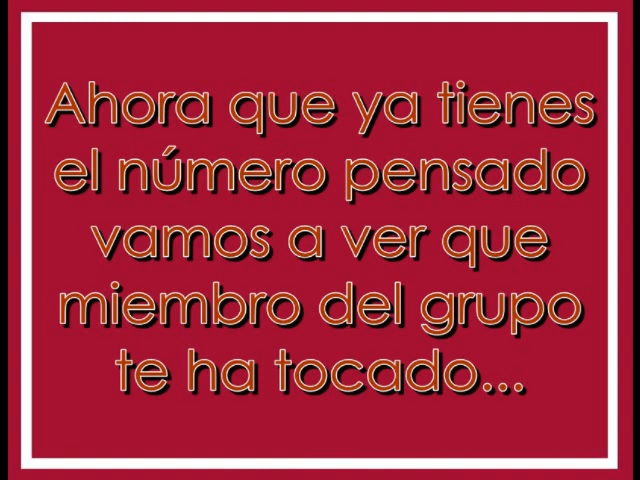 Ahora que ya tienes
el número pensado
vamos a ver que
miembro del grupo
te ha tocado...